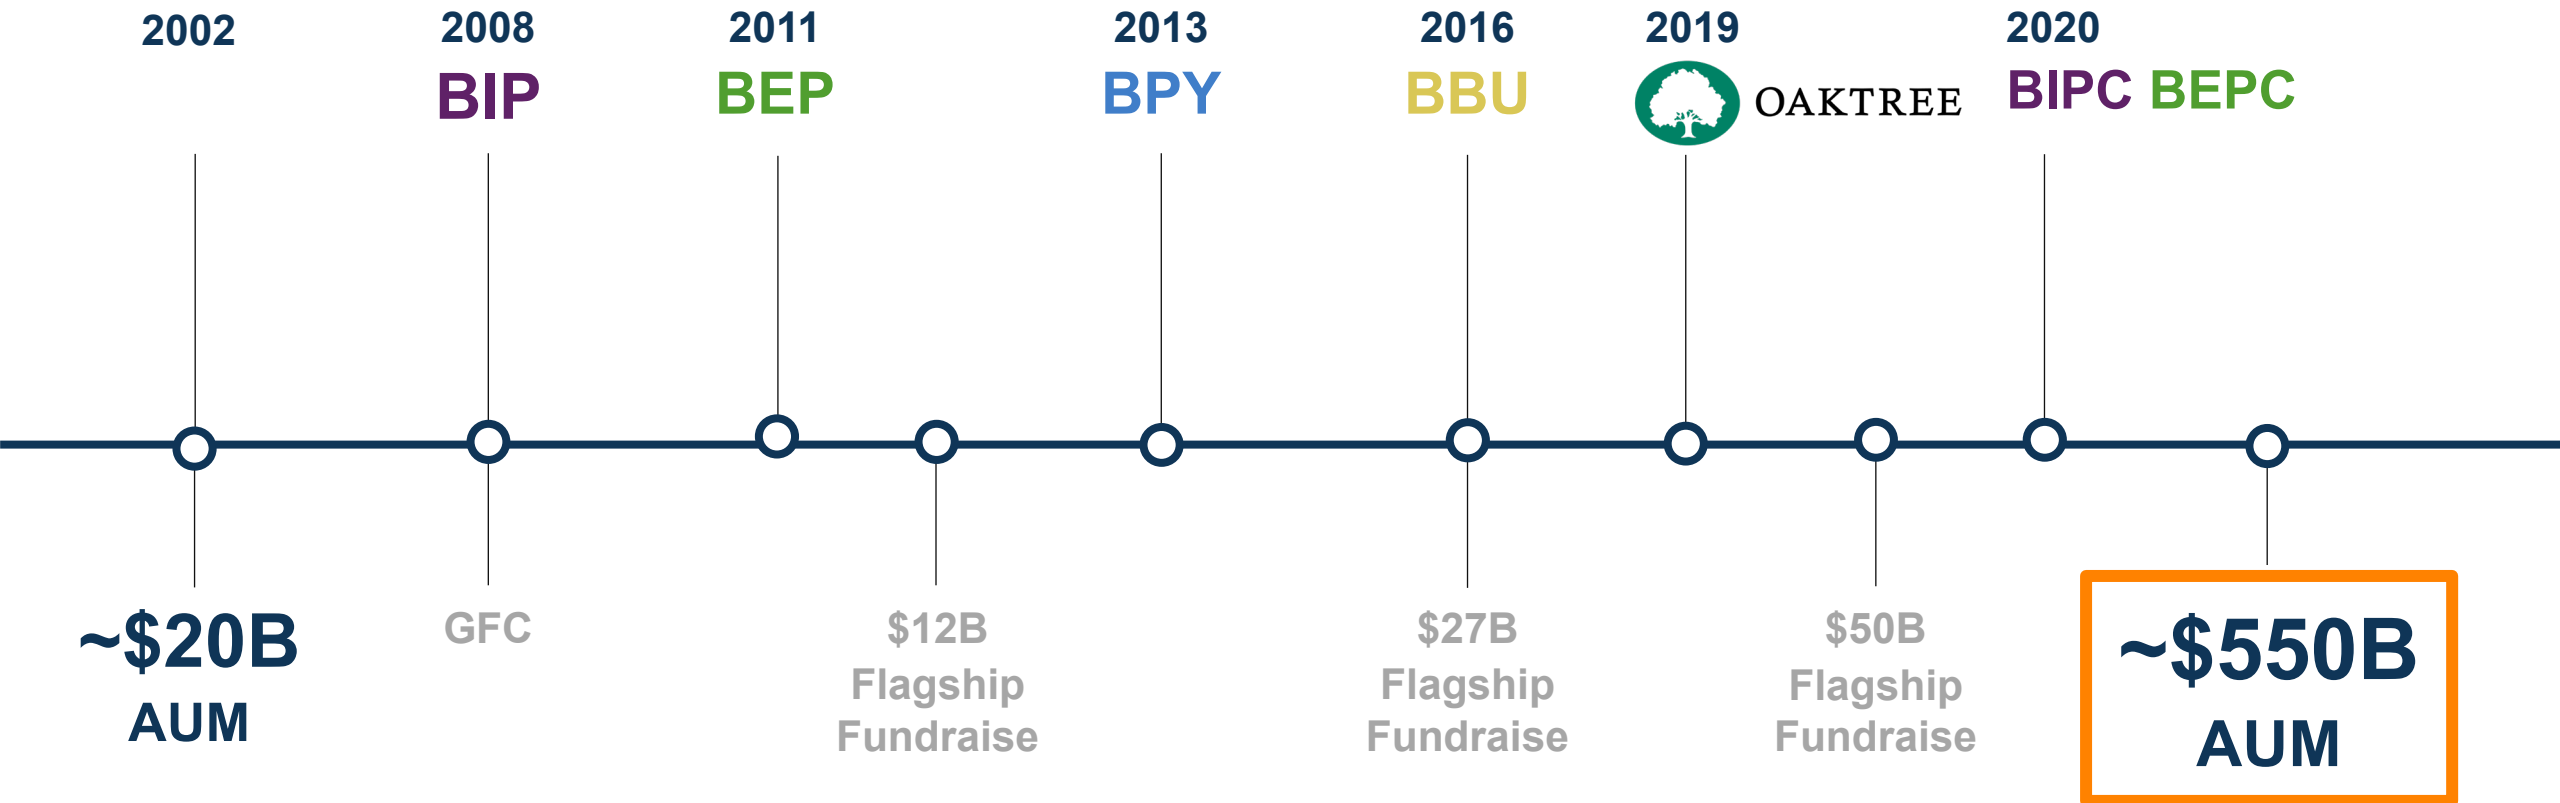 2002
BIP
2008
BEP
2011
BPY
2013
BBU
2016
2019
OAKTREE
2020
BIPC BEPC
~$20B
AUM
GFC
$12B
Flagship
Fundraise
$27B
Flagship
Fundraise
$50B
Flagship
Fundraise
~$550B
AUM